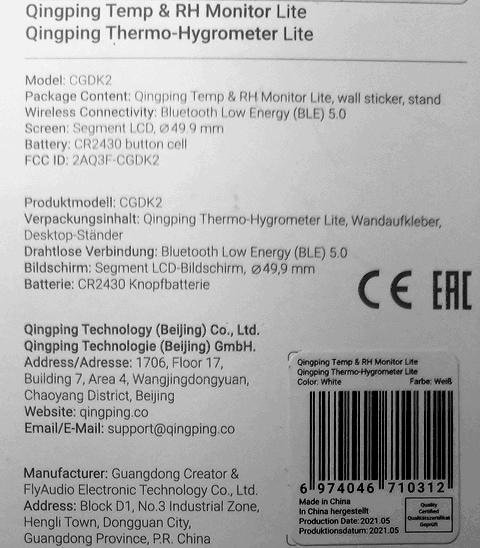 Qingping Temp & RH Monitor Lite
Qingping Thermo-Hygrometer Lite
Model: CGDK2
Package Content: Qingping Temp & RH Monitor Lite, wall sticker, stand
Wireless Connectivity: Bluetooth Low Energy (BLE) 5.0
Screen: Segment LCD, ⌀49.9 mm
Battery: CR2430 button cell
FCC ID: 2AQ3F-CGDK2
Produktmodell: CGDK2
Verpackungsinhalt: Qingping Thermo-Hygrometer Lite, Wandaufkleber,
Desktop-Ständer
Drahtlose Verbindung: Bluetooth Low Energy (BLE) 5.0
Bildschirm: Segment LCD-Bildschirm, ⌀49,9 mm
Batterie: CR2430 Knopfbatterie
CE EAC
Qingping Technology (Beijing) Co., Ltd.
Qingping Technologie (Beijing) GmbH.
Address/Adresse: 1706, Floor 17,
Building 7, Area 4, Wangjingdongyuan,
Chaoyang District, Beijing
Website: qingping.co
Email/E-Mail: support@qingping.co
Manufacturer: Guangdong Creator &
FlyAudio Electronic Technology Co., Ltd.
Address: Block D1, No.3 Industrial Zone,
Hengli Town, Dongguan City,
Guangdong Province, P.R. China
Qingping Temp & RH Monitor Lite
Qingping Thermo-Hygrometer Lite
Color: White Farbe: Weiß
6 974046 710312
Made in China
In China hergestellt
Production Date: 2021.05
Produktionsdatum: 2021.05
Quality
Certified
Qualitätszertifikat
Geprüft